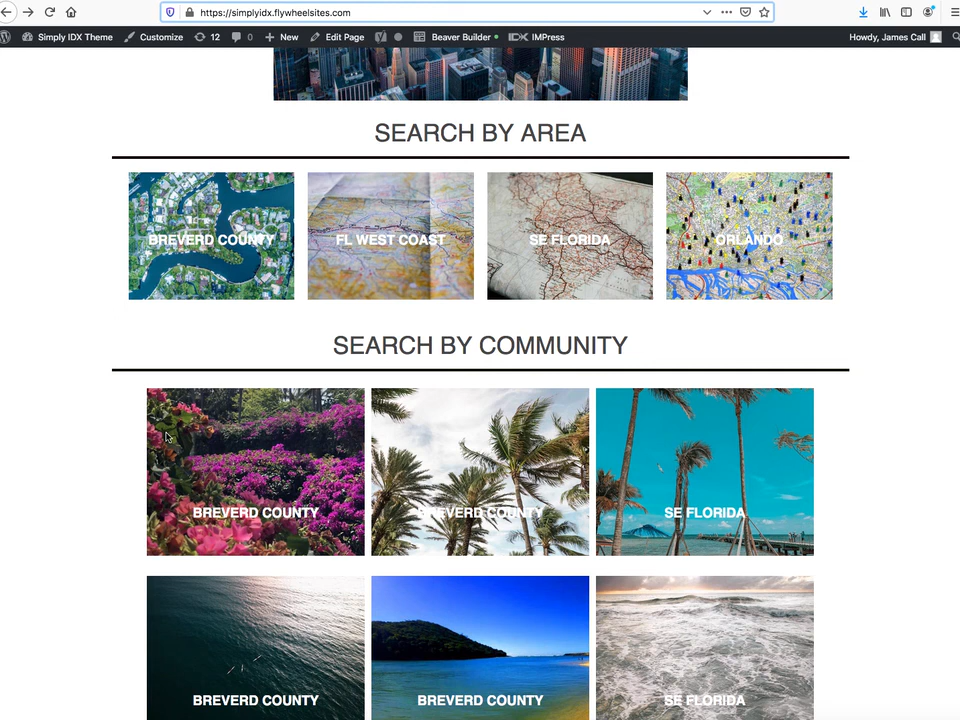 https://simplyidx.flywheelsites.com
Simply IDX Theme Customize 12 0 New Edit Page Beaver Builder IMPress Howdy, James Call
SEARCH BY AREA
BREVERD COUNTY FL WEST COAST SE FLORIDA ORLANDO
SEARCH BY COMMUNITY
BREVERD COUNTY BREVERD COUNTY SE FLORIDA
BREVERD COUNTY BREVERD COUNTY SE FLORIDA